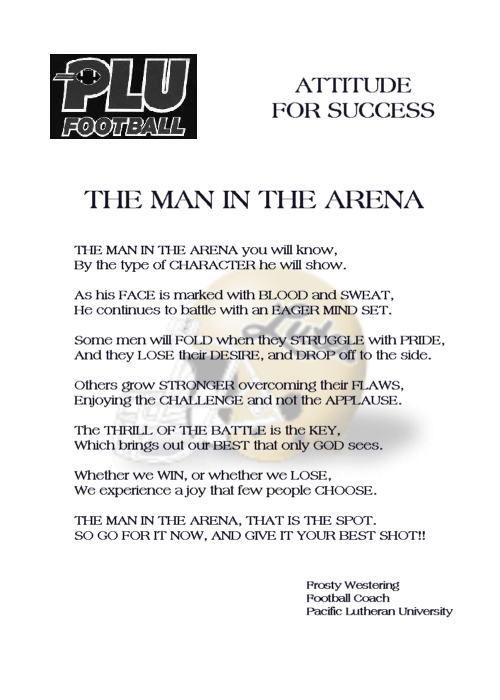 PLU
FOOTBALL
ATTITUDE
FOR SUCCESS
THE MAN IN THE ARENA
THE MAN IN THE ARENA you will know,
By the type of CHARACTER he will show.
As his FACE is marked with BLOOD and SWEAT,
He continues to battle with an EAGER MIND SET.
Some men will FOLD when they STRUGGLE with PRIDE,
And they LOSE their DESIRE, and DROP off to the side.
Others grow STRONGER overcoming their FLAWS,
Enjoying the CHALLENGE and not the APPLAUSE.
The THRILL OF THE BATTLE is the KEY,
Which brings out our BEST that only GOD sees.
Whether we WIN, or whether we LOSE,
We experience a joy that few people CHOOSE.
THE MAN IN THE ARENA, THAT IS THE SPOT.
SO GO FOR IT NOW, AND GIVE IT YOUR BEST SHOT!!
Frosty Westering
Football Coach
Pacific Lutheran University